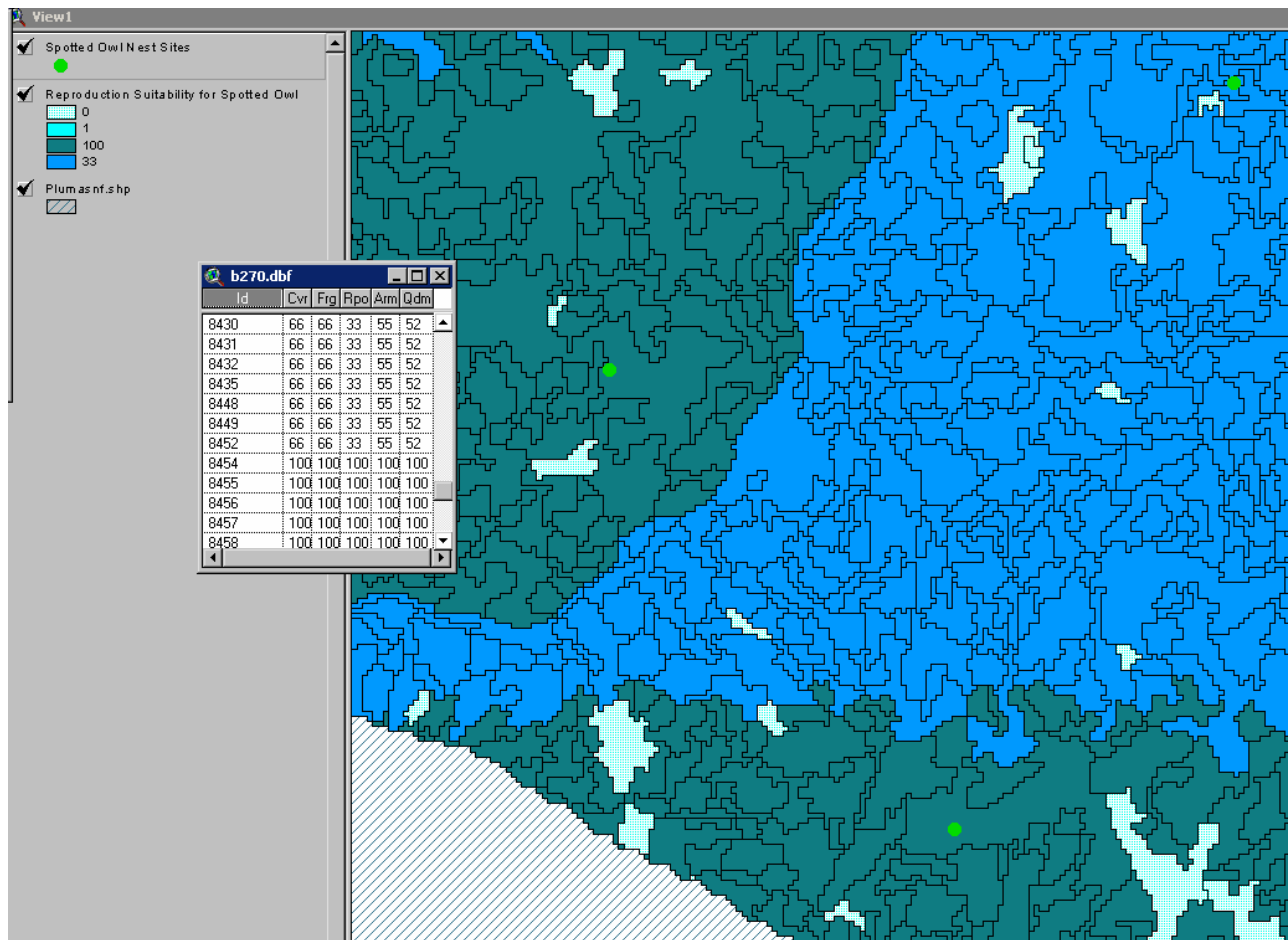 View1
Spotted Owl Nest Sites
Reproduction Suitability for Spotted Owl
0
1
100
33
Plumasnf.shp
b270.dbf
Id Cvr Frg Rpo Arm Qdm
8430 66 66 33 55 52
8431 66 66 33 55 52
8432 66 66 33 55 52
8435 66 66 33 55 52
8448 66 66 33 55 52
8449 66 66 33 55 52
8452 66 66 33 55 52
8454 100 100 100 100 100
8455 100 100 100 100 100
8456 100 100 100 100 100
8457 100 100 100 100 100
8458 100 100 100 100 100